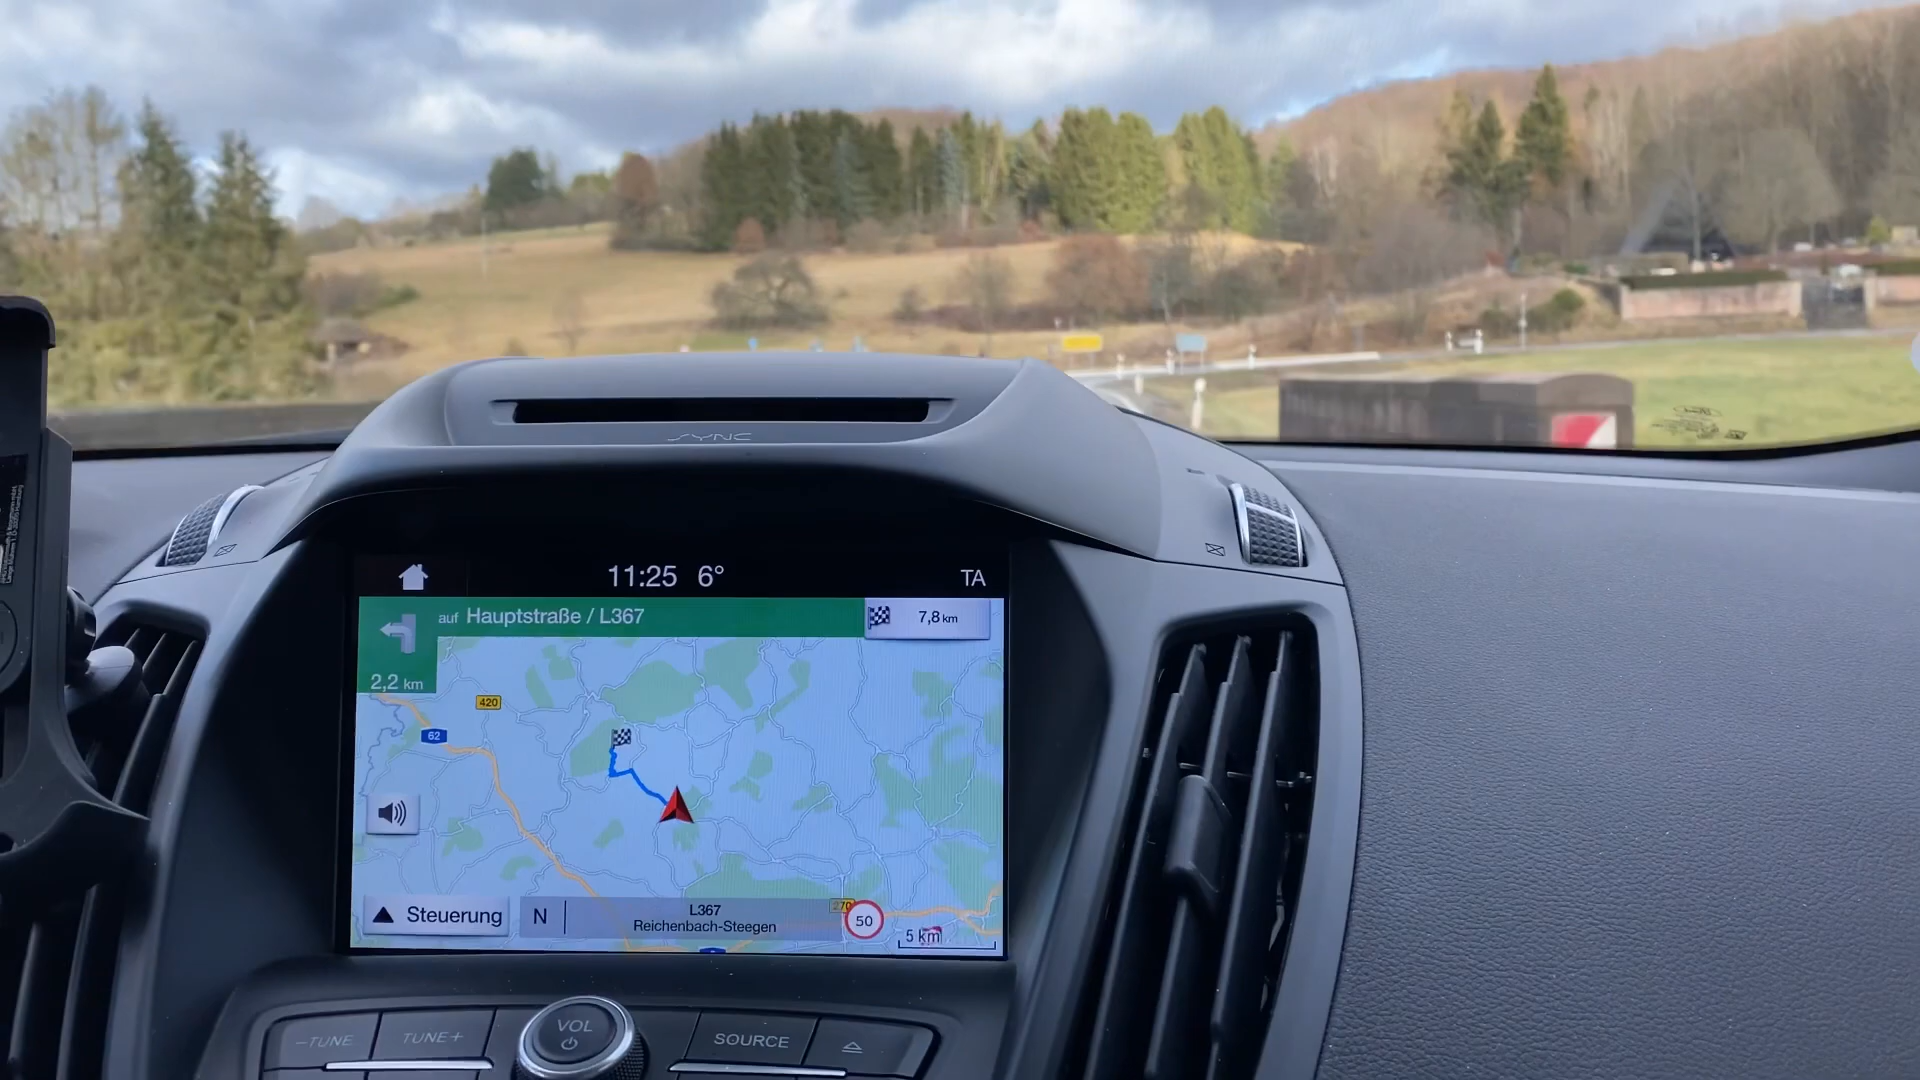 SYNC
11:25 6° TA
auf Hauptstraße / L367
7,8 km
2,2 km
420
62
Steuerung
N
L367
Reichenbach-Steegen
270
50
5 km
−TUNE
TUNE+
VOL
SOURCE